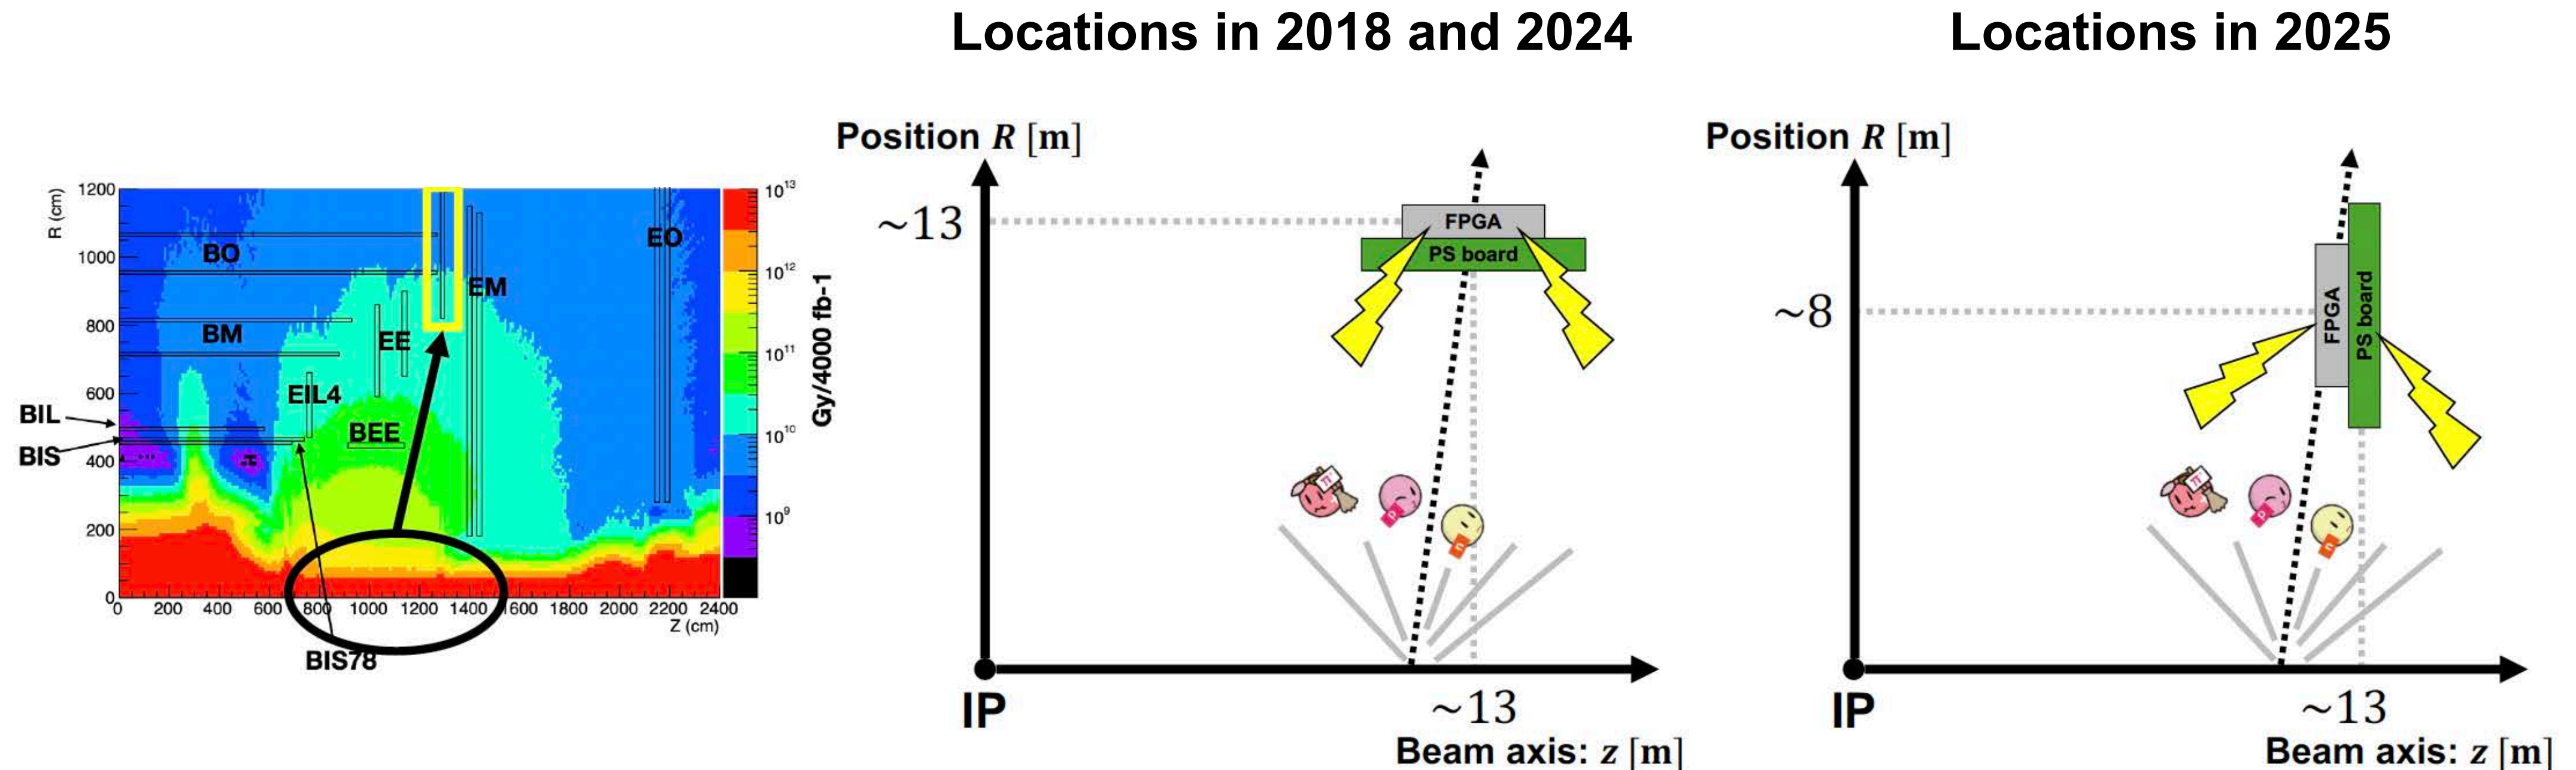 Locations in 2018 and 2024
Locations in 2025
R (cm)
1200
1000
800
600
400
200
0
0 200 400 600 800 1000 1200 1400 1600 1800 2000 2200 2400
Z (cm)
BO
BM
EIL4
EE
BEE
EM
EO
BIL
BIS
BIS78
10¹³
10¹²
10¹¹
10¹⁰
10⁹
Gy/4000 fb-1
Position R [m]
~13
FPGA
PS board
π
p
n
IP
~13
Beam axis: z [m]
Position R [m]
~8
FPGA
PS board
π
p
n
IP
~13
Beam axis: z [m]